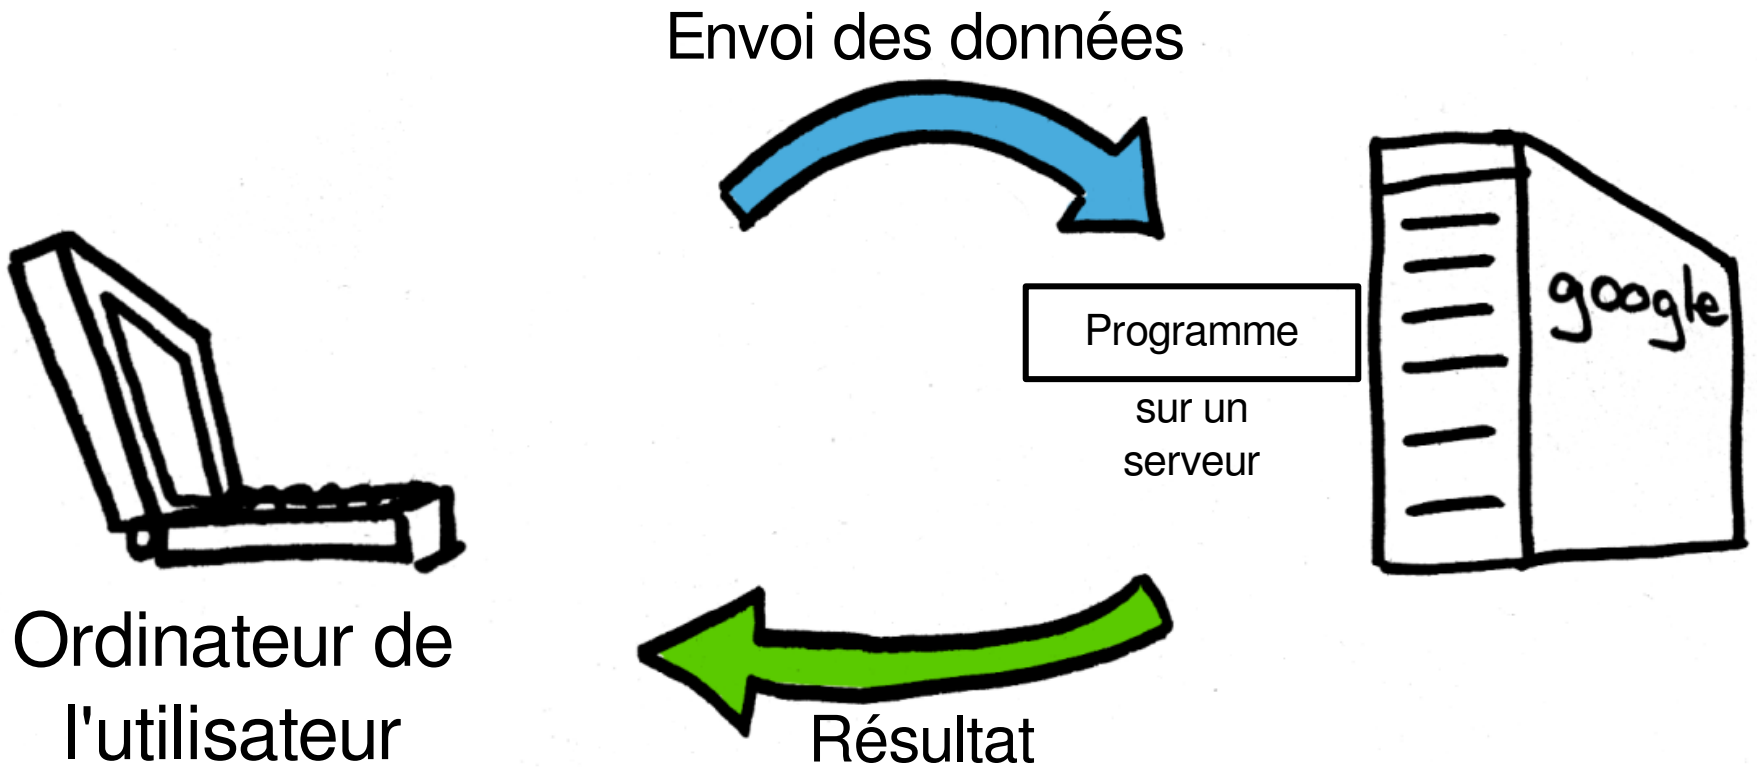 Envoi des données
google
Programme
sur un
serveur
Ordinateur de
l'utilisateur
Résultat